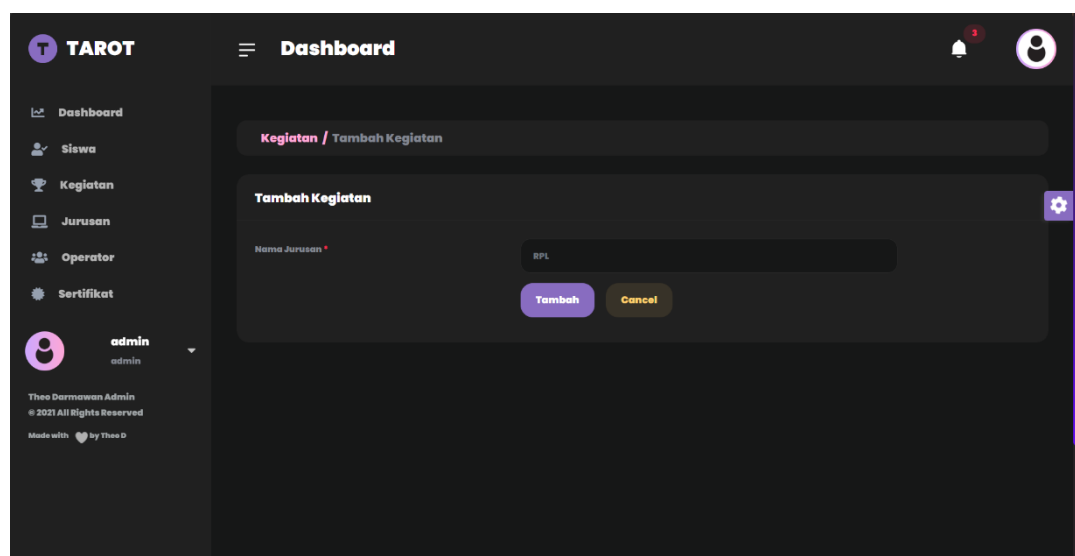 T TAROT
Dashboard
3
Dashboard
Siswa
Kegiatan
Jurusan
Operator
Sertifikat
admin
admin
Theo Darmawan Admin
© 2021 All Rights Reserved
Made with by Theo D
Kegiatan / Tambah Kegiatan
Tambah Kegiatan
Nama Jurusan *
RPL
Tambah Cancel